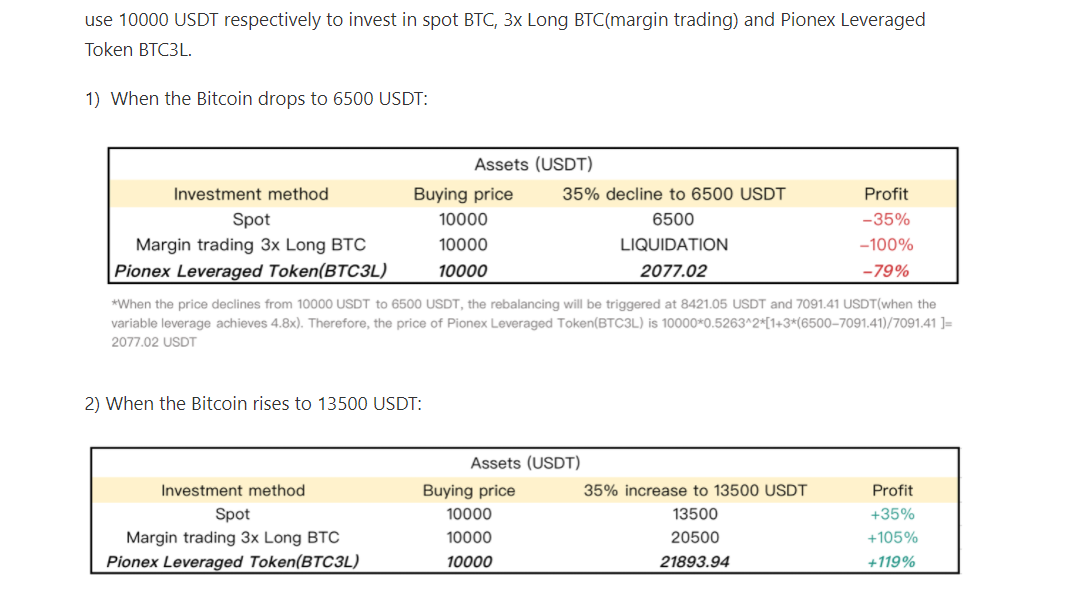 use 10000 USDT respectively to invest in spot BTC, 3x Long BTC(margin trading) and Pionex Leveraged
Token BTC3L.
1) When the Bitcoin drops to 6500 USDT:
Assets (USDT)
Investment method Buying price 35% decline to 6500 USDT Profit
Spot 10000 6500 -35%
Margin trading 3x Long BTC 10000 LIQUIDATION -100%
Pionex Leveraged Token(BTC3L) 10000 2077.02 -79%
*When the price declines from 10000 USDT to 6500 USDT, the rebalancing will be triggered at 8421.05 USDT and 7091.41 USDT(when the
variable leverage achieves 4.8x). Therefore, the price of Pionex Leveraged Token(BTC3L) is 10000*0.5263^2*[1+3*(6500-7091.41)/7091.41 ]=
2077.02 USDT
2) When the Bitcoin rises to 13500 USDT:
Assets (USDT)
Investment method Buying price 35% increase to 13500 USDT Profit
Spot 10000 13500 +35%
Margin trading 3x Long BTC 10000 20500 +105%
Pionex Leveraged Token(BTC3L) 10000 21893.94 +119%